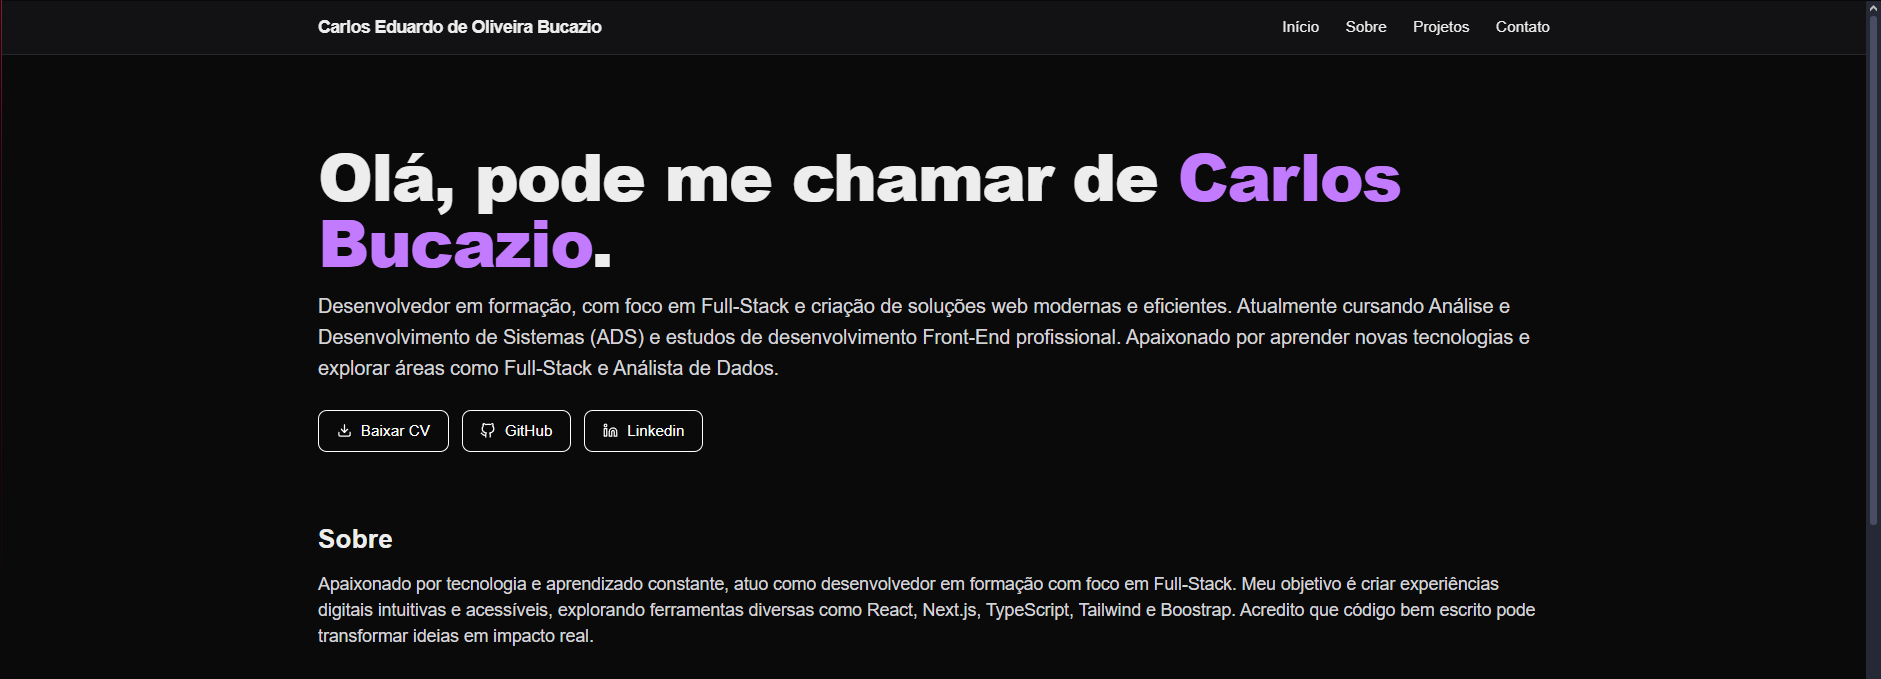 Carlos Eduardo de Oliveira Bucazio
Início Sobre Projetos Contato
Olá, pode me chamar de Carlos
Bucazio.
Desenvolvedor em formação, com foco em Full-Stack e criação de soluções web modernas e eficientes. Atualmente cursando Análise e
Desenvolvimento de Sistemas (ADS) e estudos de desenvolvimento Front-End profissional. Apaixonado por aprender novas tecnologias e
explorar áreas como Full-Stack e Análista de Dados.
Baixar CV GitHub Linkedin
Sobre
Apaixonado por tecnologia e aprendizado constante, atuo como desenvolvedor em formação com foco em Full-Stack. Meu objetivo é criar experiências
digitais intuitivas e acessíveis, explorando ferramentas diversas como React, Next.js, TypeScript, Tailwind e Boostrap. Acredito que código bem escrito pode
transformar ideias em impacto real.